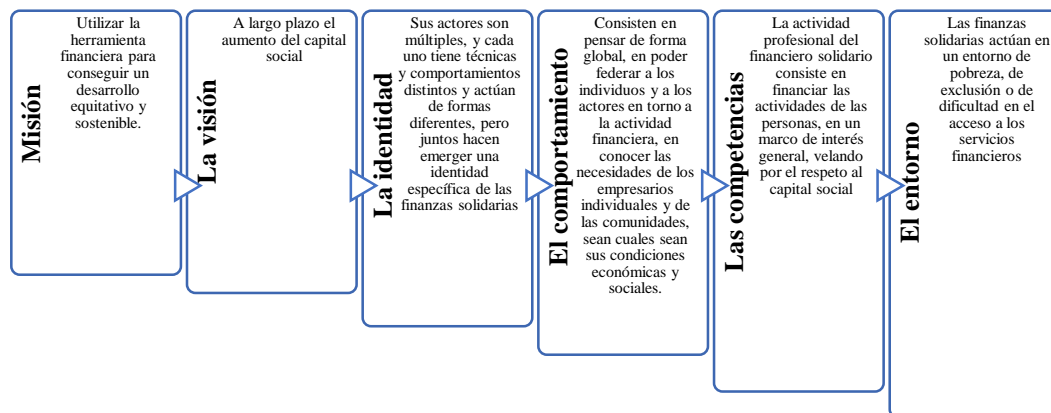 Misión
Utilizar la
herramienta
financiera para
conseguir un
desarrollo
equitativo y
sostenible.
La visión
A largo plazo el
aumento del capital
social
La identidad
Sus actores son
múltiples, y cada
uno tiene técnicas
y comportamientos
distintos y actúan
de formas
diferentes, pero
juntos hacen
emerger una
identidad
específica de las
finanzas solidarias
El comportamiento
Consisten en
pensar de forma
global, en poder
federar a los
individuos y a los
actores en torno a
la actividad
financiera, en
conocer las
necesidades de los
empresarios
individuales y de
las comunidades,
sean cuales sean
sus condiciones
económicas y
sociales.
Las competencias
La actividad
profesional del
financiero solidario
consiste en
financiar las
actividades de las
personas, en un
marco de interés
general, velando
por el respeto al
capital social
El entorno
Las finanzas
solidarias actúan en
un entorno de
pobreza, de
exclusión o de
dificultad en el
acceso a los
servicios
financieros